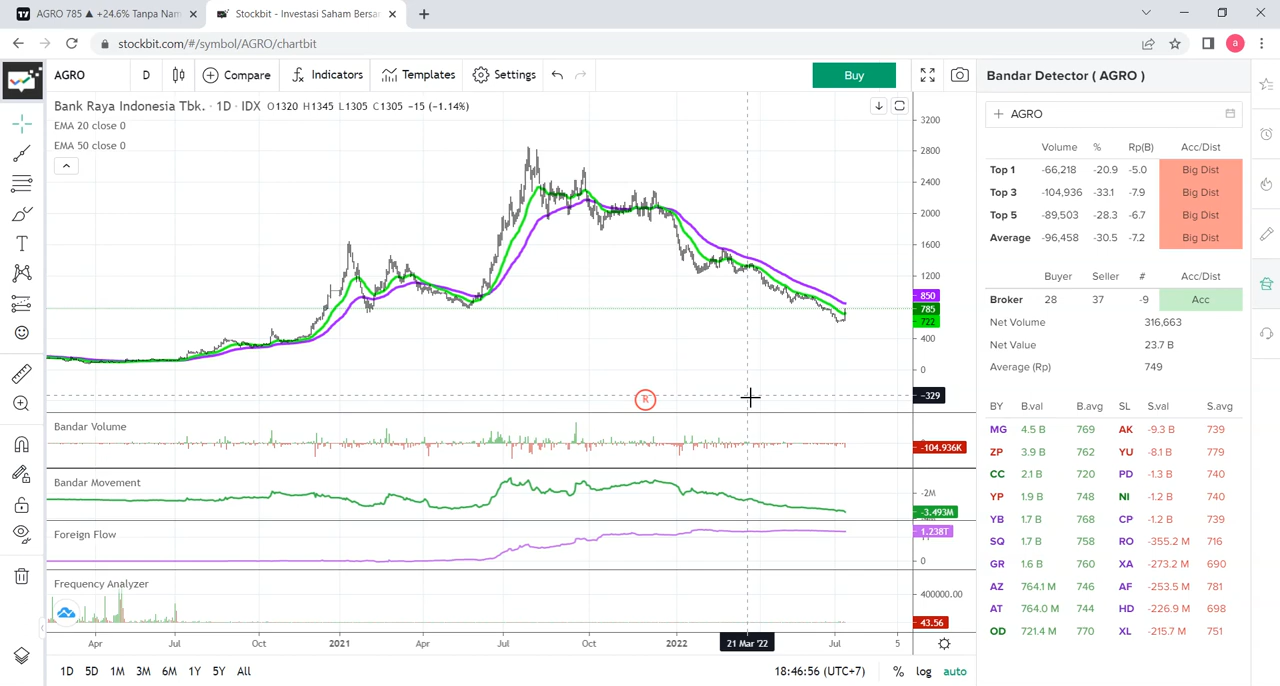 AGRO 785 ▲ +24.6% Tanpa Nam
Stockbit - Investasi Saham Bersa
stockbit.com/#/symbol/AGRO/chartbit
a
AGRO
D
Compare
Indicators
Templates
Settings
Buy
Bandar Detector ( AGRO )
Bank Raya Indonesia Tbk. · 1D · IDX O1320 H1345 L1305 C1305 −15 (−1.14%)
EMA 20 close 0
EMA 50 close 0
3200
2800
2400
2000
1600
1200
850
785
722
400
0
−329
R
Bandar Volume
-104.936K
Bandar Movement
-2M
-3.493M
Foreign Flow
1.238T
0
Frequency Analyzer
400000.00
43.56
Apr Jul Oct 2021 Apr Jul Oct 2022 21 Mar '22 Jul 5
1D 5D 1M 3M 6M 1Y 5Y All
18:46:56 (UTC+7) % log auto
AGRO
Volume % Rp(B) Acc/Dist
Top 1 -66,218 -20.9 -5.0 Big Dist
Top 3 -104,936 -33.1 -7.9 Big Dist
Top 5 -89,503 -28.3 -6.7 Big Dist
Average -96,458 -30.5 -7.2 Big Dist
Buyer Seller # Acc/Dist
Broker 28 37 -9 Acc
Net Volume 316,663
Net Value 23.7 B
Average (Rp) 749
BY B.val B.avg SL S.val S.avg
MG 4.5 B 769 AK -9.3 B 739
ZP 3.9 B 762 YU -8.1 B 779
CC 2.1 B 720 PD -1.3 B 740
YP 1.9 B 748 NI -1.2 B 740
YB 1.7 B 768 CP -1.2 B 739
SQ 1.7 B 758 RO -355.2 M 716
GR 1.6 B 760 XA -273.2 M 690
AZ 764.1 M 746 AF -253.5 M 781
AT 764.0 M 744 HD -226.9 M 698
OD 721.4 M 770 XL -215.7 M 751